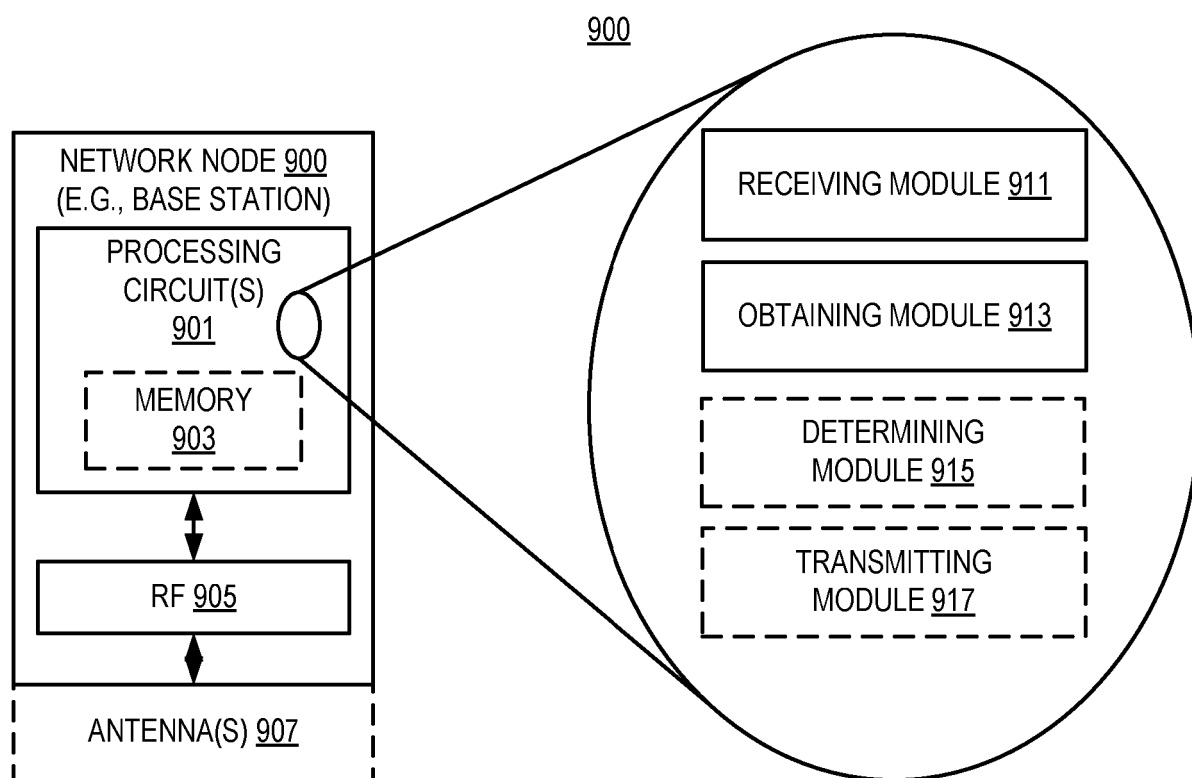 900
NETWORK NODE 900
(E.G., BASE STATION)
PROCESSING
CIRCUIT(S)
901
MEMORY
903
RF 905
ANTENNA(S) 907
RECEIVING MODULE 911
OBTAINING MODULE 913
DETERMINING
MODULE 915
TRANSMITTING
MODULE 917